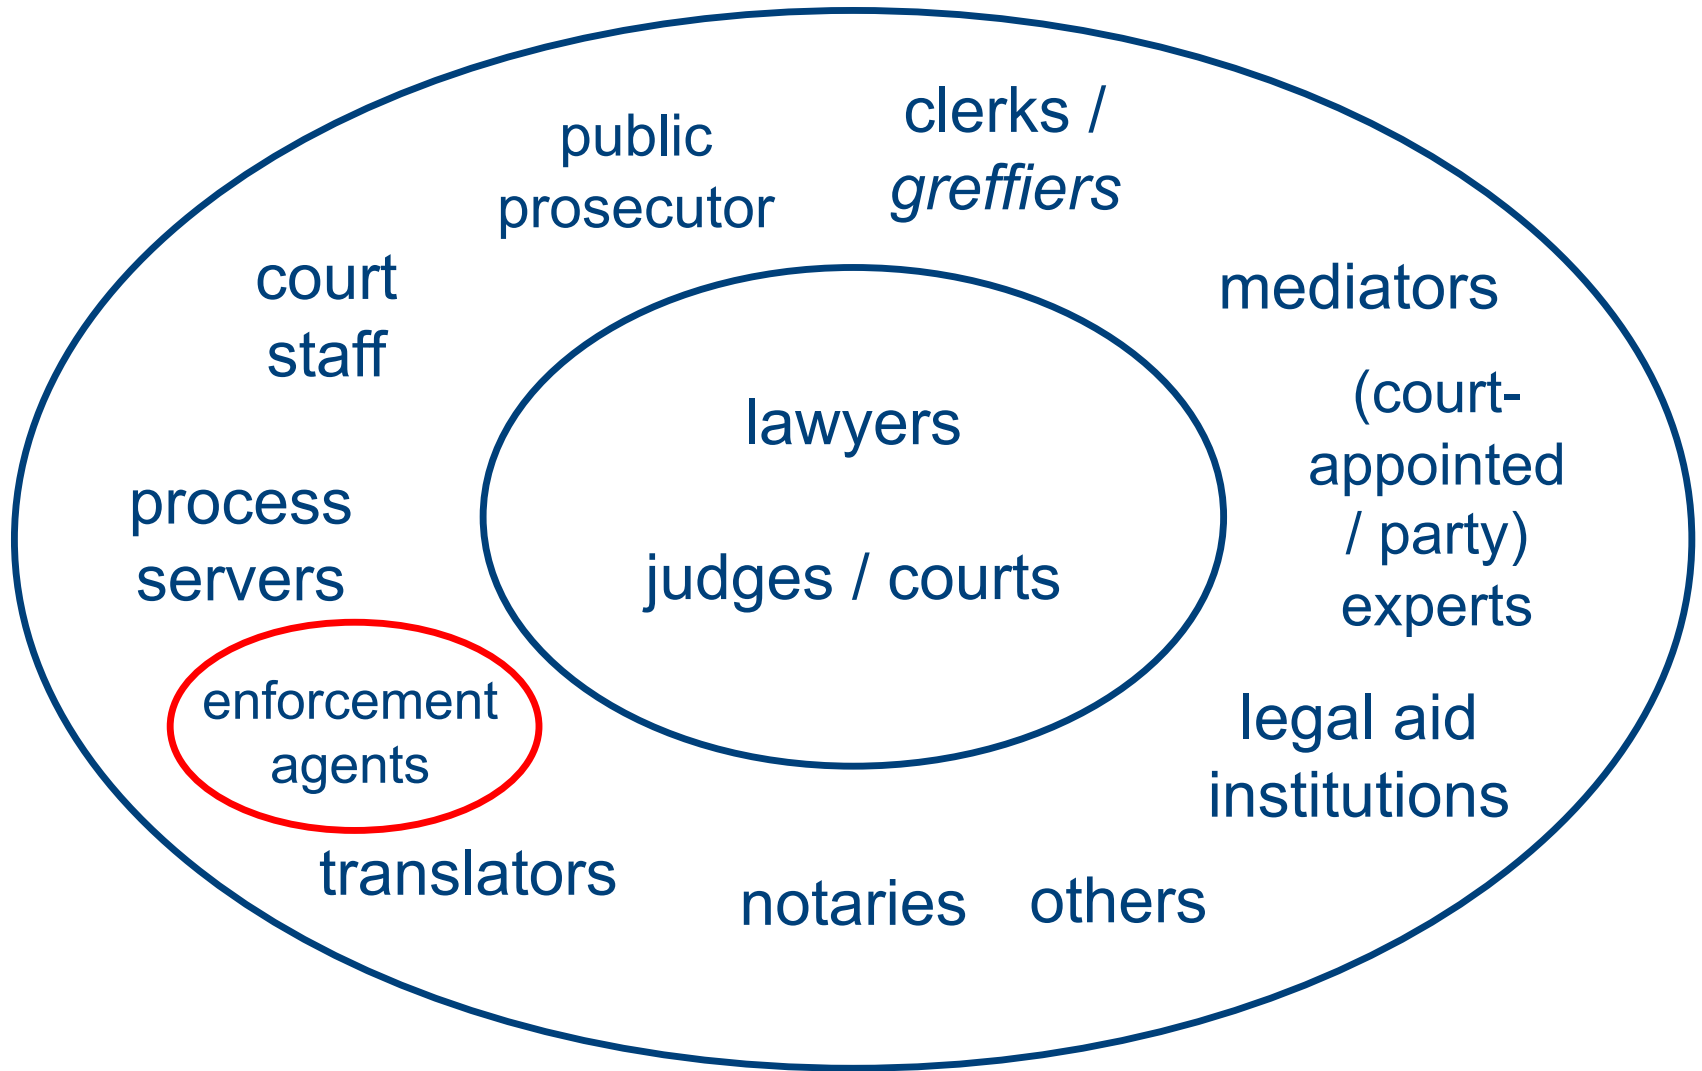 public
prosecutor
clerks /
greffiers
court
staff
mediators
lawyers
judges / courts
(court-
appointed
/ party)
experts
process
servers
enforcement
agents
legal aid
institutions
translators
notaries
others